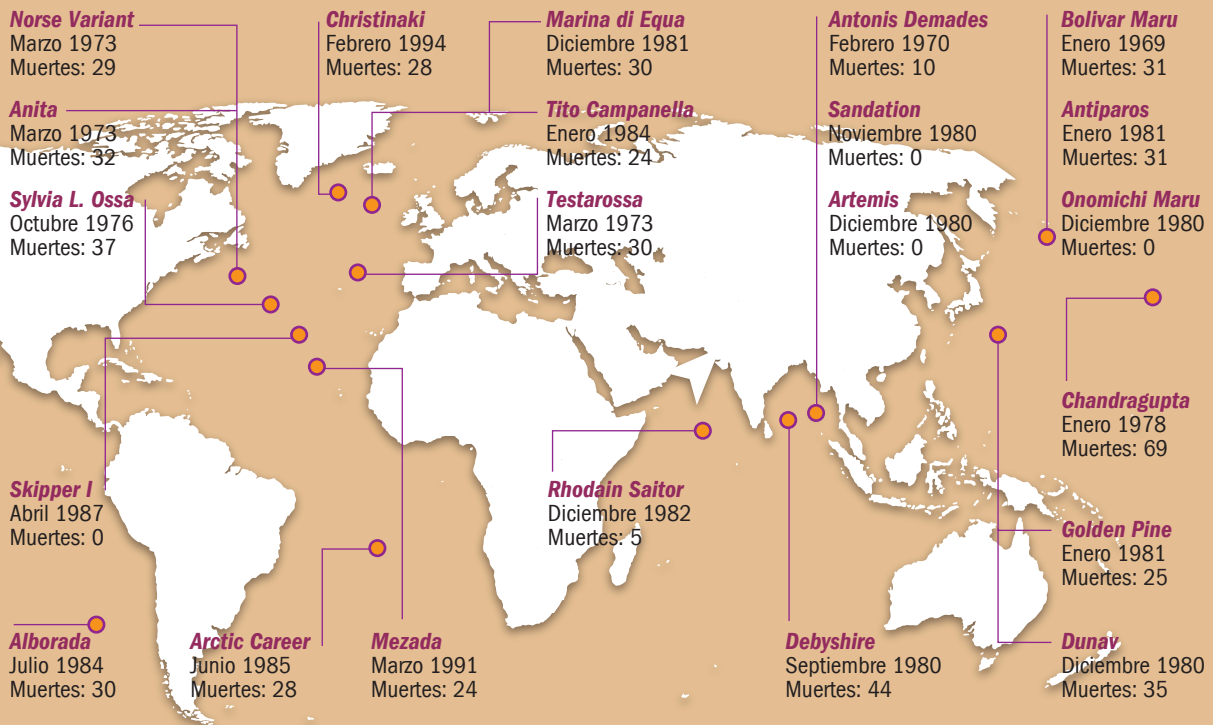 Norse Variant
Marzo 1973
Muertes: 29
Christinaki
Febrero 1994
Muertes: 28
Marina di Equa
Diciembre 1981
Muertes: 30
Antonis Demades
Febrero 1970
Muertes: 10
Bolivar Maru
Enero 1969
Muertes: 31
Anita
Marzo 1973
Muertes: 32
Tito Campanella
Enero 1984
Muertes: 24
Sandation
Noviembre 1980
Muertes: 0
Antiparos
Enero 1981
Muertes: 31
Sylvia L. Ossa
Octubre 1976
Muertes: 37
Testarossa
Marzo 1973
Muertes: 30
Artemis
Diciembre 1980
Muertes: 0
Onomichi Maru
Diciembre 1980
Muertes: 0
Chandragupta
Enero 1978
Muertes: 69
Skipper I
Abril 1987
Muertes: 0
Rhodain Saitor
Diciembre 1982
Muertes: 5
Golden Pine
Enero 1981
Muertes: 25
Alborada
Julio 1984
Muertes: 30
Arctic Career
Junio 1985
Muertes: 28
Mezada
Marzo 1991
Muertes: 24
Debyshire
Septiembre 1980
Muertes: 44
Dunav
Diciembre 1980
Muertes: 35